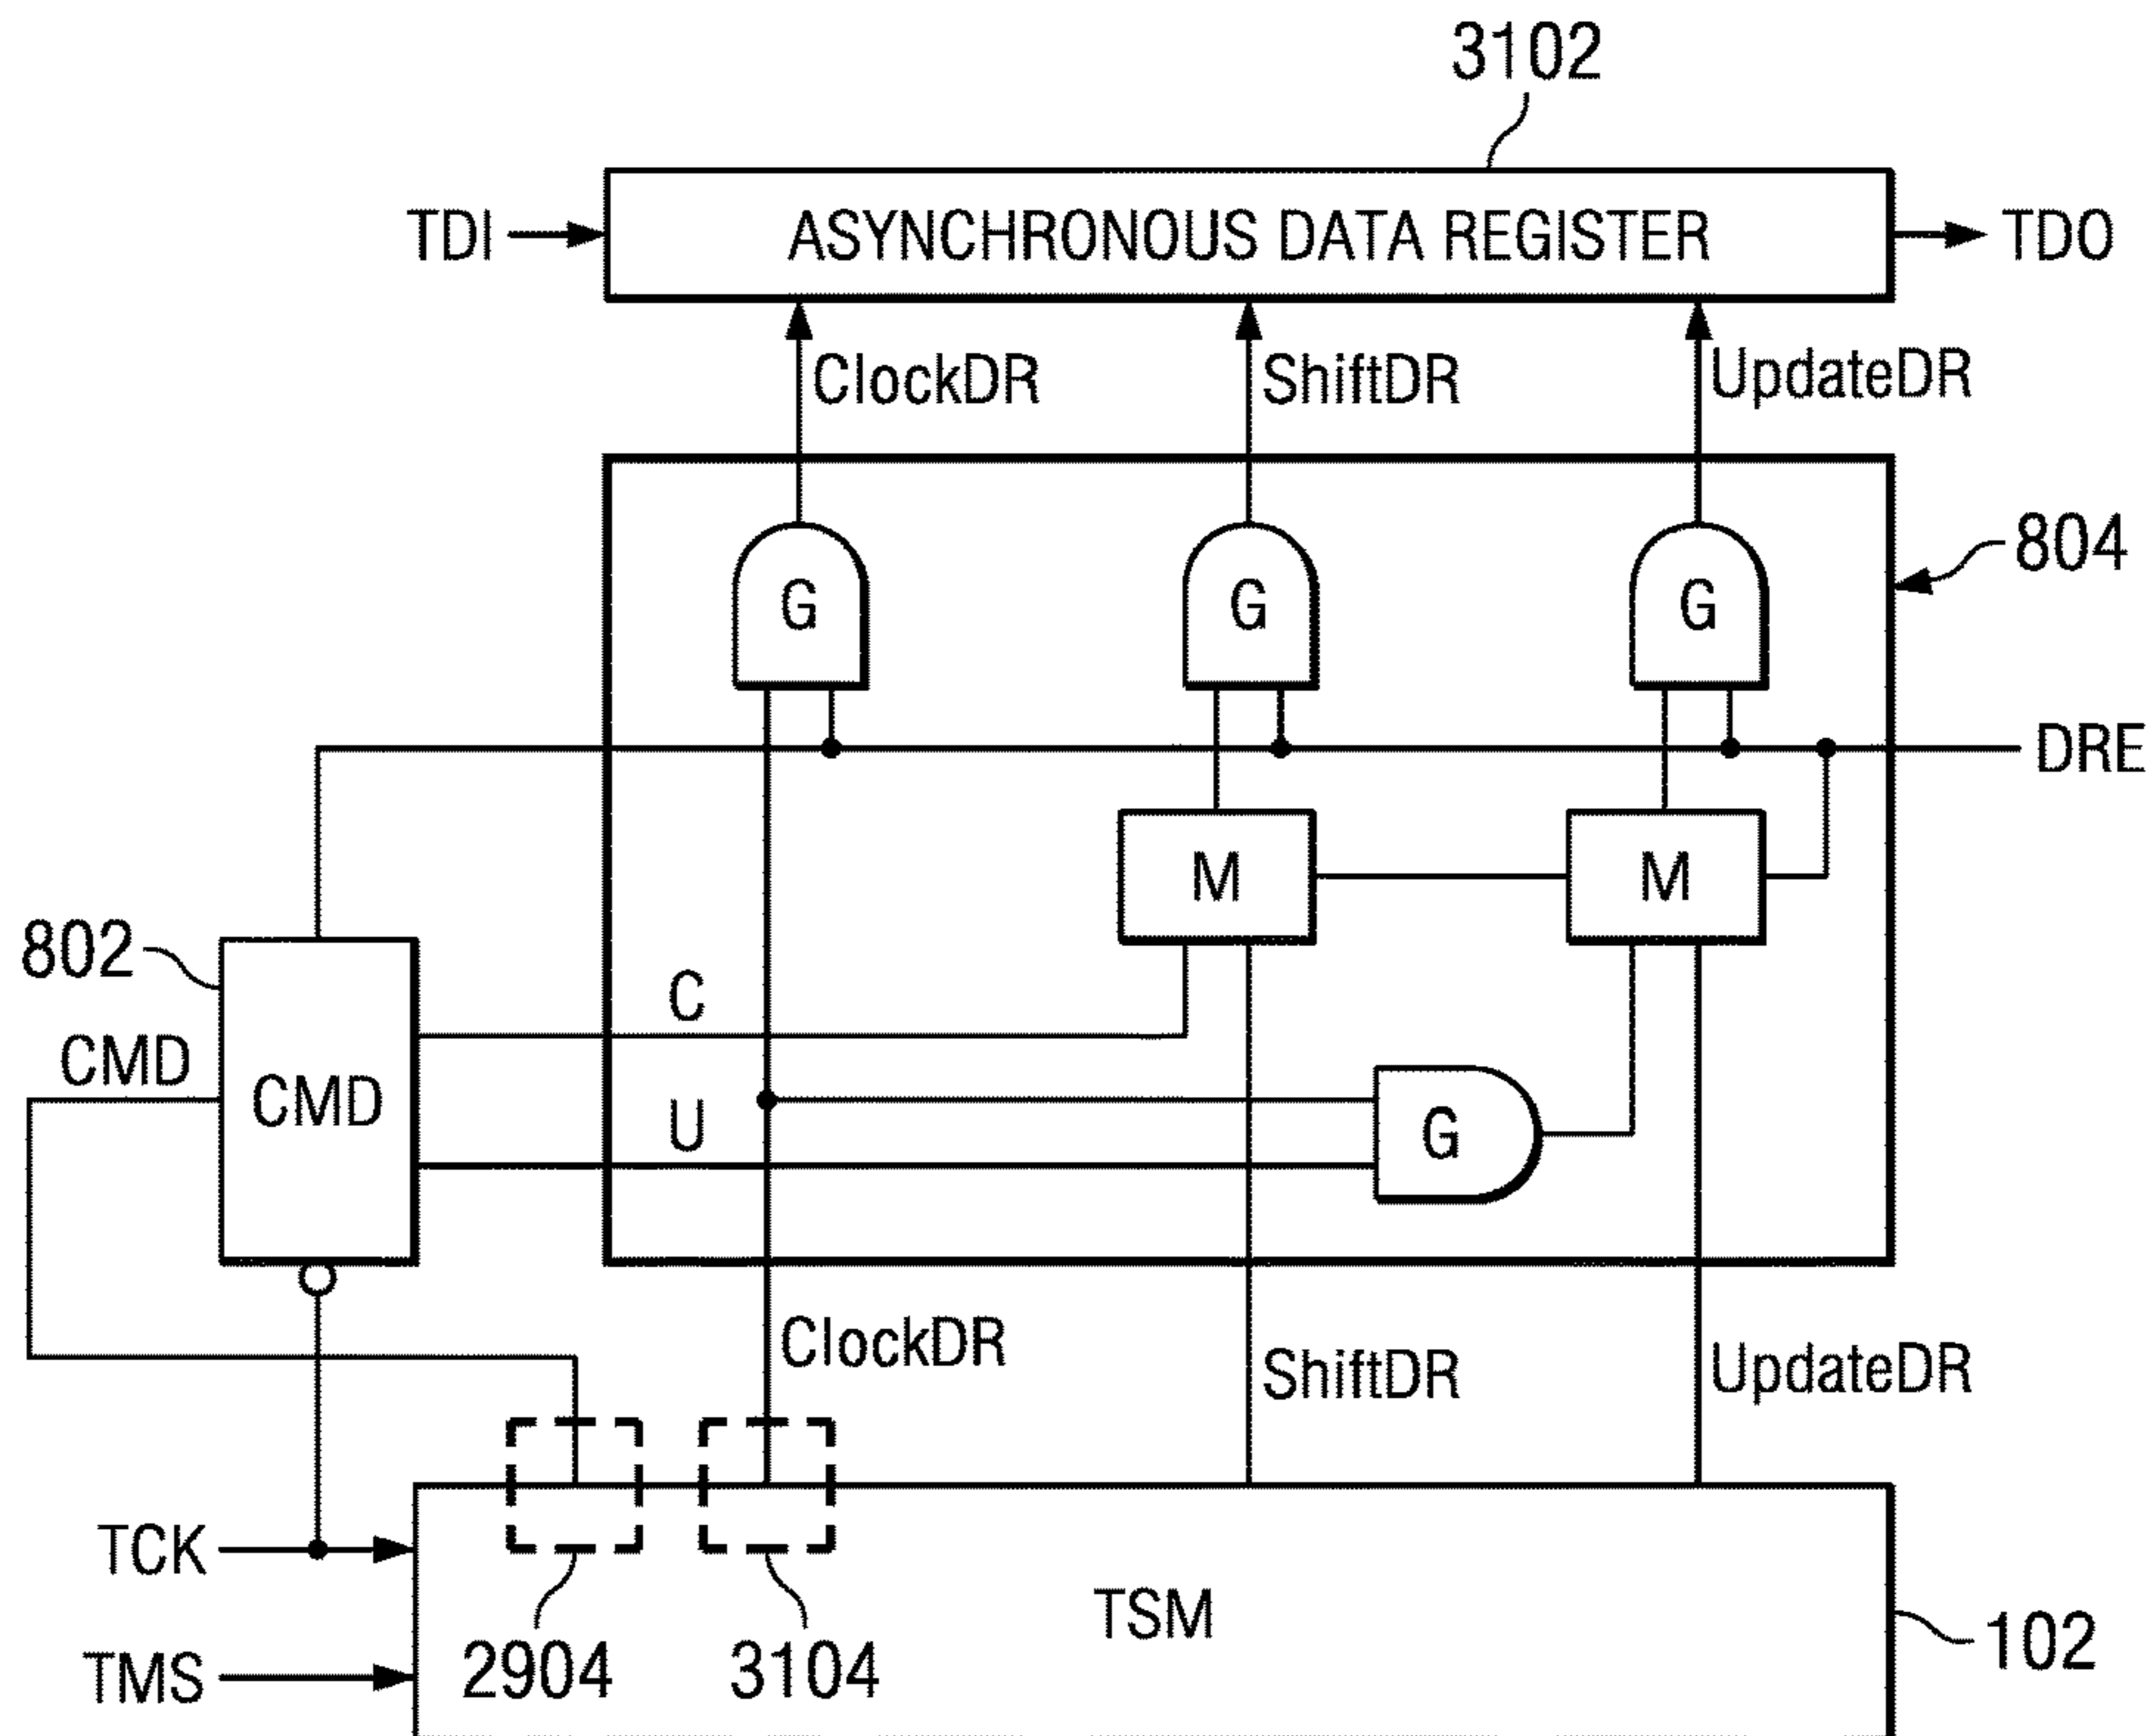 3102
TDI
ASYNCHRONOUS DATA REGISTER
TDO
ClockDR
ShiftDR
UpdateDR
804
G
G
G
DRE
M
M
802
C
CMD
CMD
U
G
ClockDR
ShiftDR
UpdateDR
TCK
TSM
102
TMS
2904
3104